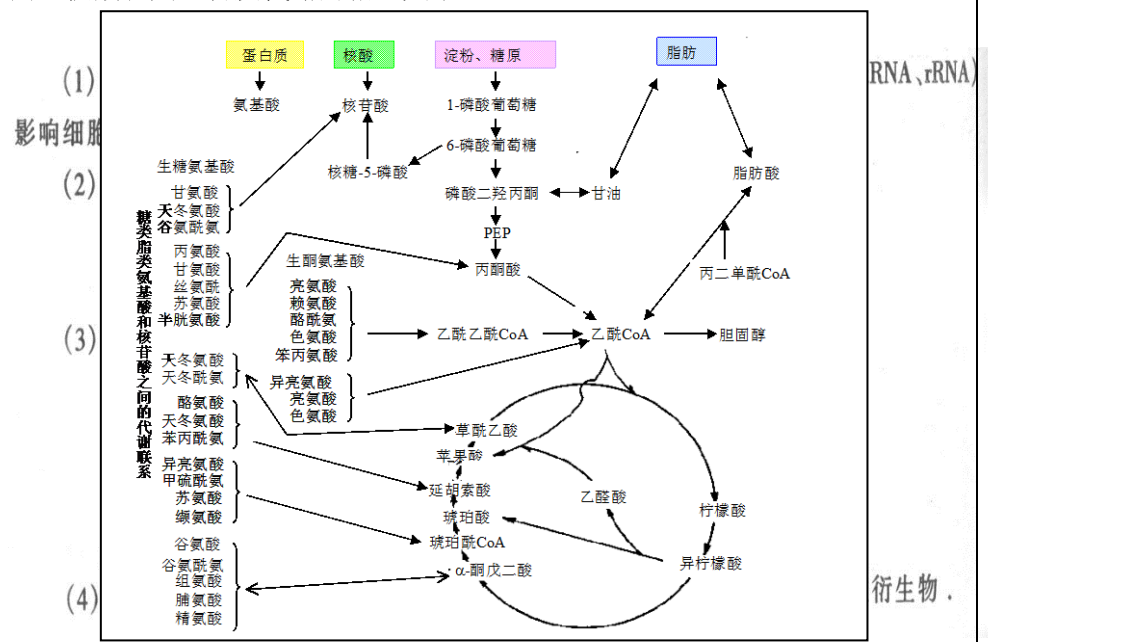 蛋白质
核酸
淀粉、糖原
脂肪
(1)
RNA、rRNA)
氨基酸
核苷酸
1-磷酸葡萄糖
影响细胞
6-磷酸葡萄糖
生糖氨基酸
核糖-5-磷酸
脂肪酸
(2)
甘氨酸
天冬氨酸
谷氨酰氨
磷酸二羟丙酮
甘油
PEP
糖类脂类氨基酸和核苷酸之间的代谢联系
丙氨酸
甘氨酸
丝氨酰
苏氨酸
半胱氨酸
生酮氨基酸
丙酮酸
丙二单酰CoA
亮氨酸
赖氨酸
酪酰氨
色氨酸
笨丙氨酸
(3)
乙酰乙酰CoA
乙酰CoA
胆固醇
天冬氨酸
天冬酰氨
异亮氨酸
亮氨酸
色氨酸
酪氨酸
天冬氨酸
笨丙酰氨
草酰乙酸
苹果酸
异亮氨酸
甲硫酰氨
苏氨酸
缬氨酸
延胡索酸
乙醛酸
柠檬酸
琥珀酸
琥珀酰CoA
异柠檬酸
谷氨酸
谷氨酰氨
组氨酸
脯氨酸
精氨酸
α-酮戊二酸
(4)
衍生物.